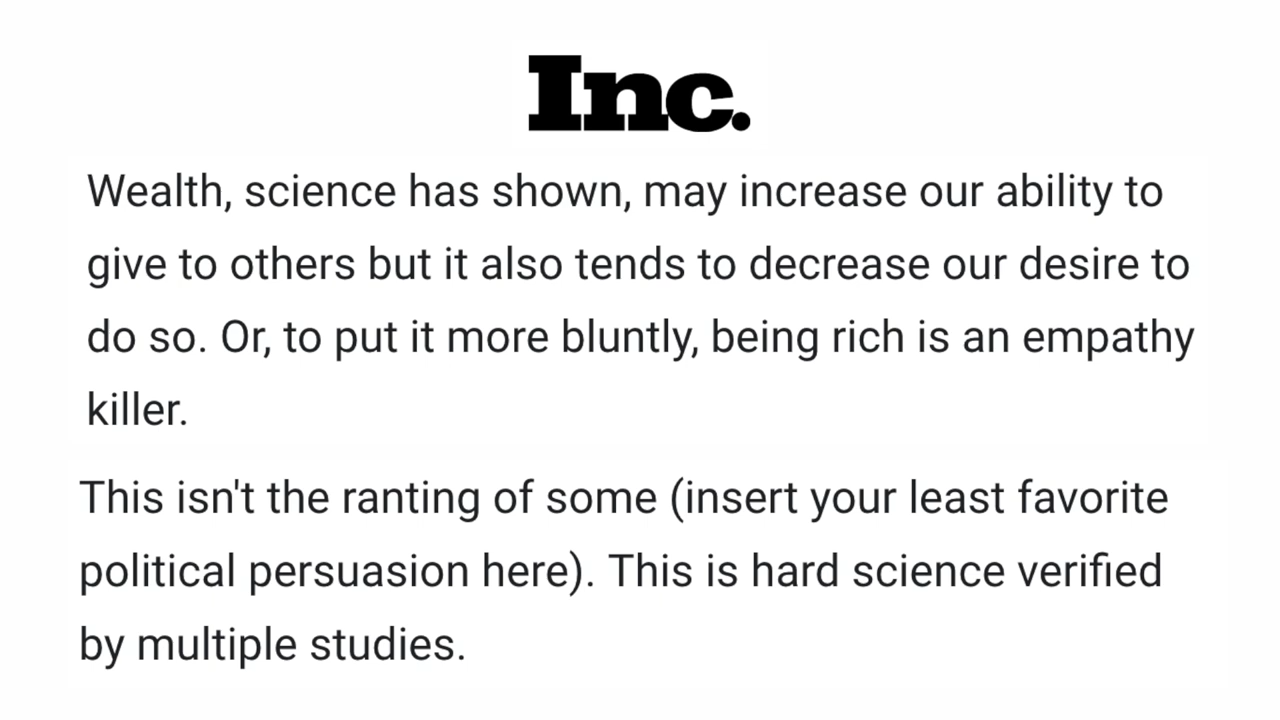 Inc.
Wealth, science has shown, may increase our ability to
give to others but it also tends to decrease our desire to
do so. Or, to put it more bluntly, being rich is an empathy
killer.
This isn't the ranting of some (insert your least favorite
political persuasion here). This is hard science verified
by multiple studies.